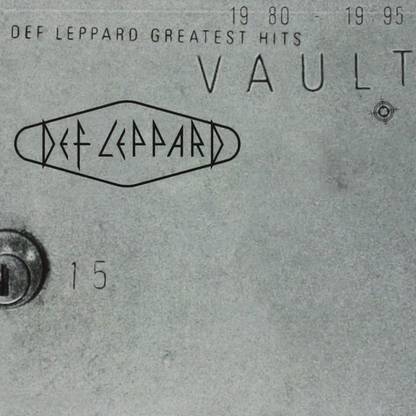 19 80 - 19 95
DEF LEPPARD GREATEST HITS
VAULT
DEF LEPPARD
15